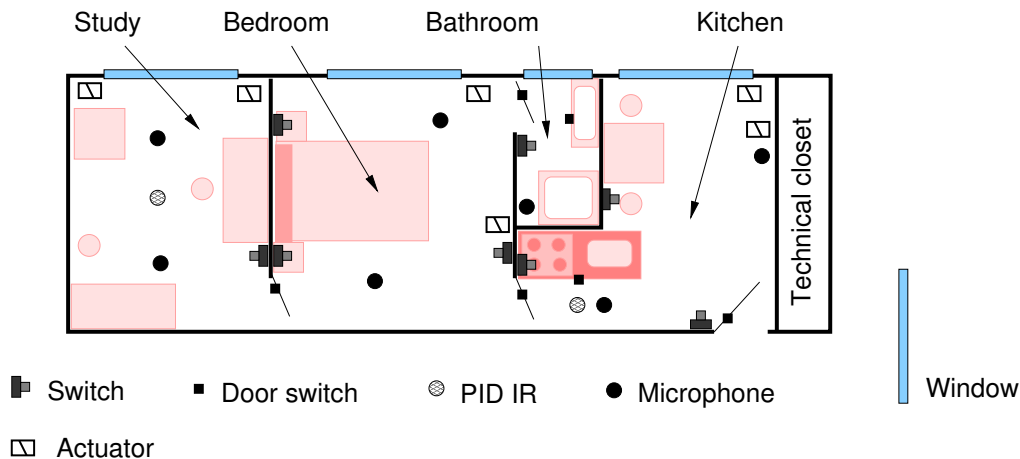 Study
Bedroom
Bathroom
Kitchen
Technical closet
Switch
Door switch
PID IR
Microphone
Window
Actuator